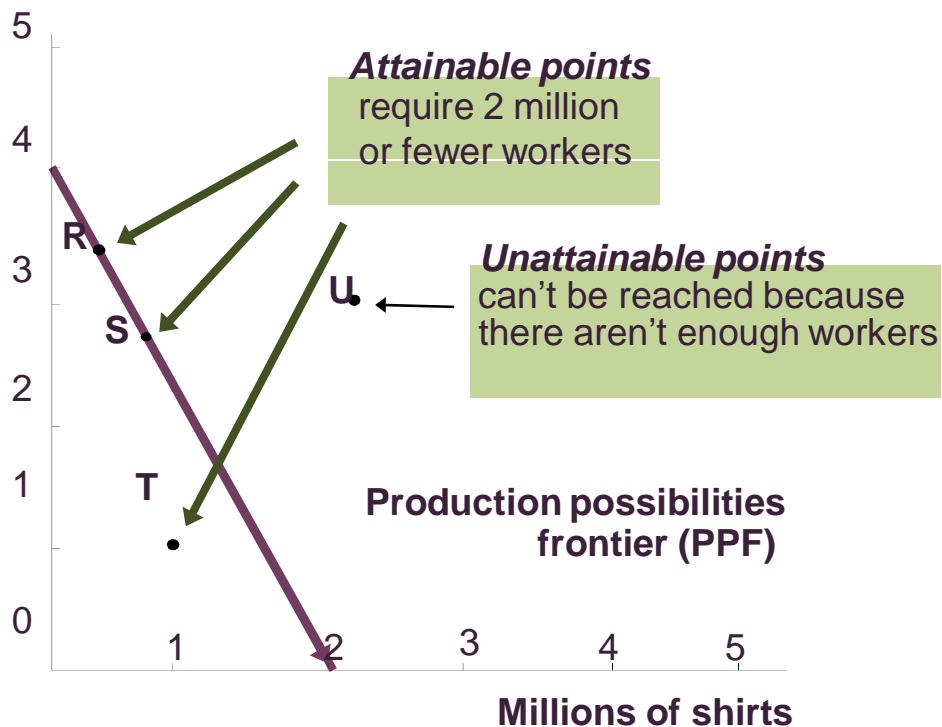 5
Attainable points
require 2 million
or fewer workers
4
R
3
Unattainable points
can't be reached because
there aren't enough workers
U
S
2
1
T
Production possibilities
frontier (PPF)
0
1
2
3
4
5
Millions of shirts